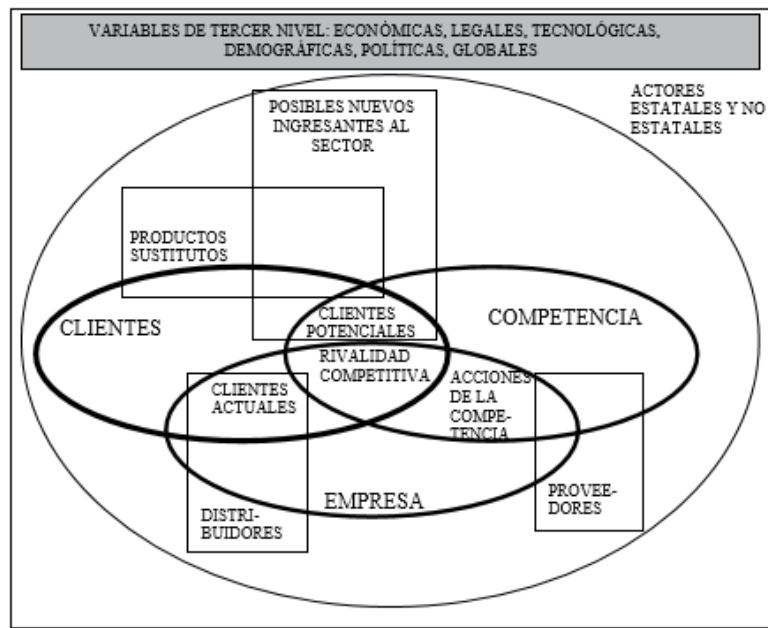 VARIABLES DE TERCER NIVEL: ECONÓMICAS, LEGALES, TECNOLÓGICAS,
DEMOGRÁFICAS, POLÍTICAS, GLOBALES
ACTORES
ESTATALES Y NO
ESTATALES
POSIBLES NUEVOS
INGRESANTES AL
SECTOR
PRODUCTOS
SUSTITUTOS
CLIENTES
CLIENTES
POTENCIALES
COMPETENCIA
RIVALIDAD
COMPETITIVA
CLIENTES
ACTUALES
ACCIONES
DE LA
COMPE-
TENCIA
EMPRESA
DISTRI-
BUIDORES
PROVEE-
DORES